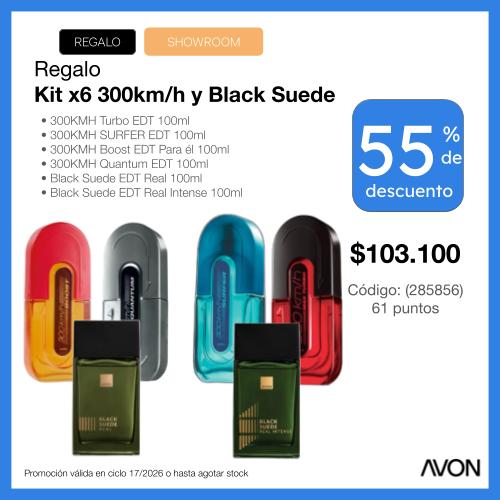 REGALO
SHOWROOM
Regalo
Kit x6 300km/h y Black Suede
• 300KMH Turbo EDT 100ml
• 300KMH SURFER EDT 100ml
• 300KMH Boost EDT Para él 100ml
• 300KMH Quantum EDT 100ml
• Black Suede EDT Real 100ml
• Black Suede EDT Real Intense 100ml
55% de
descuento
$103.100
Código: (285856)
61 puntos
300km/h BOOST
QUANTUM
BLACK
SUEDE
REAL
BLACK
SUEDE
REAL INTENSE
Promoción válida en ciclo 17/2026 o hasta agotar stock
AVON